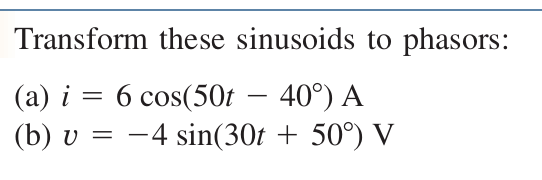 Transform these sinusoids to phasors:
(a) i = 6 cos(50t − 40°) A
(b) v = −4 sin(30t + 50°) V